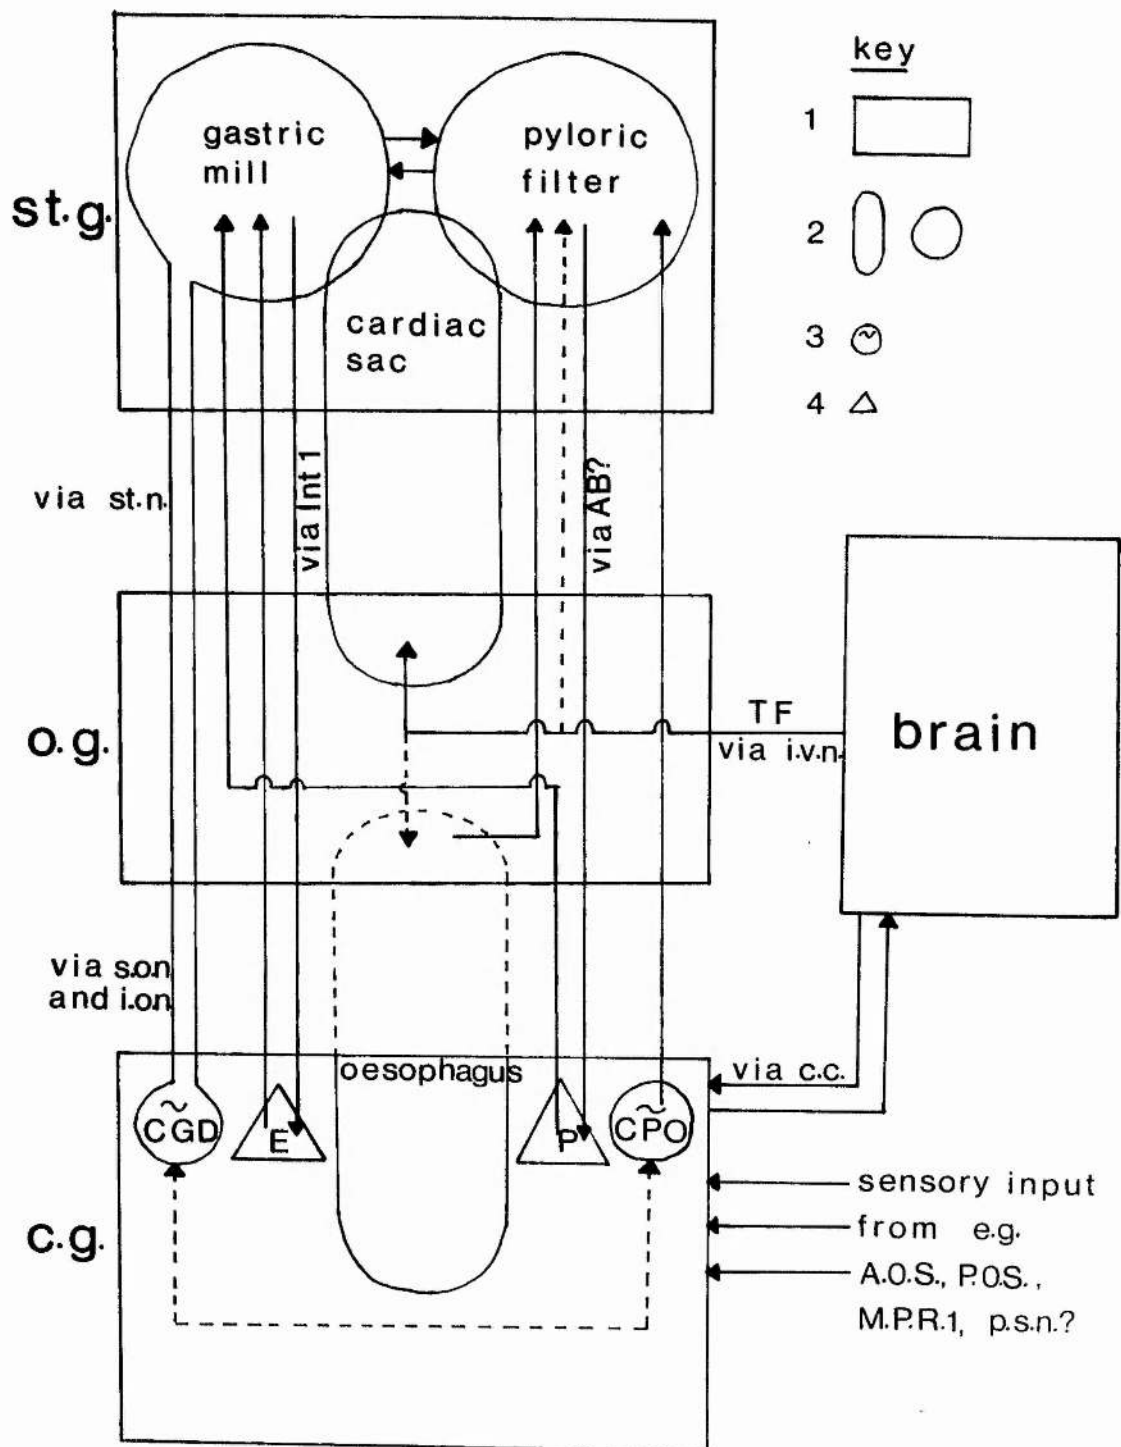 key
1
2
3
4
gastric
mill
pyloric
filter
st.g.
cardiac
sac
via st.n.
via Int 1
via AB?
brain
TF
via i.v.n.
o.g.
via s.o.n
and i.o.n
oesophagus
via c.c.
CGD
E
P
CPO
c.g.
sensory input
from e.g.
A.O.S., P.O.S.,
M.P.R.1, p.s.n.?